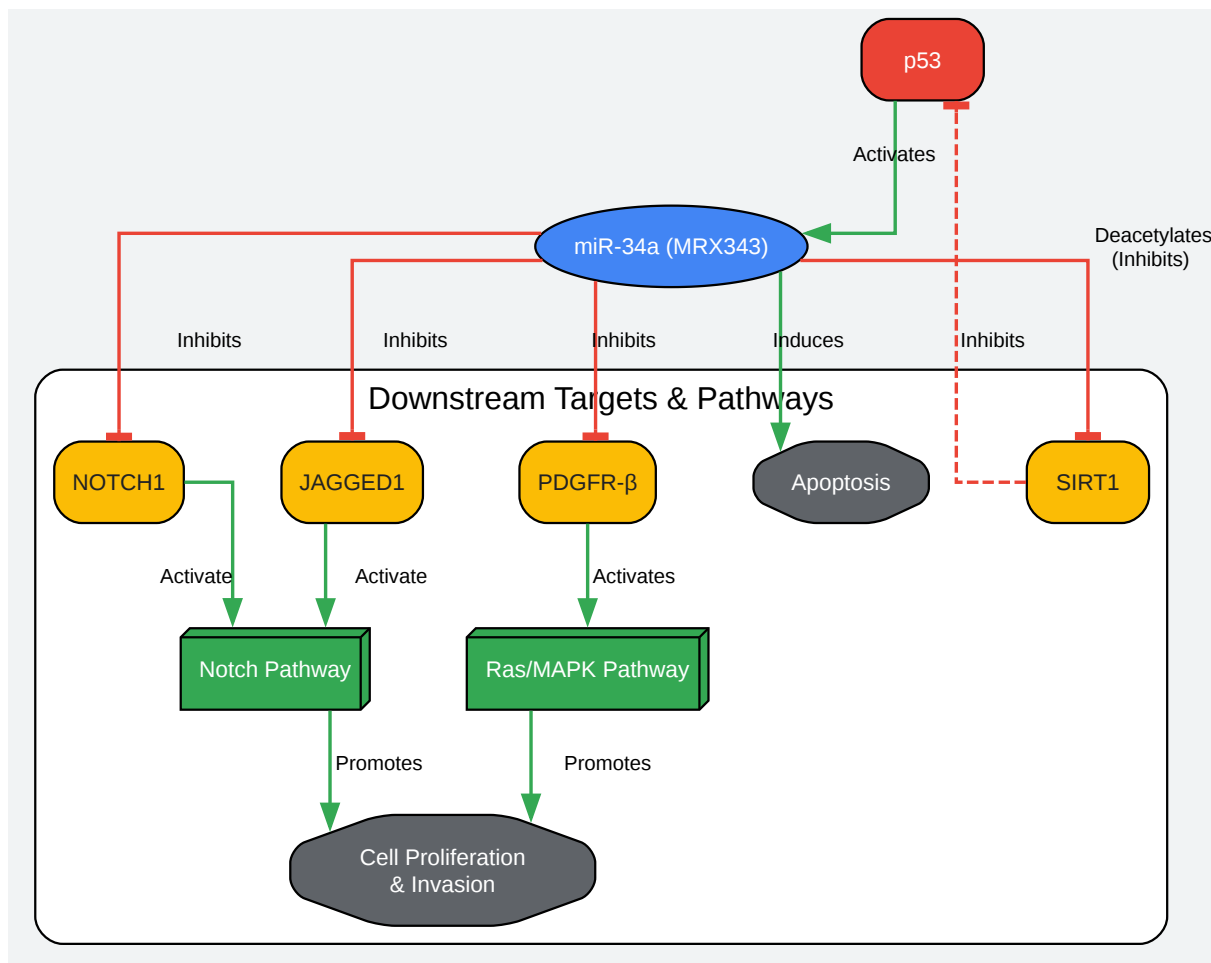 p53
Activates
miR-34a (MRX343)
Deacetylates
(Inhibits)
Inhibits
Inhibits
Inhibits
Induces
Inhibits
Downstream Targets & Pathways
NOTCH1
JAGGED1
PDGFR-β
Apoptosis
SIRT1
Activate
Activate
Activates
Notch Pathway
Ras/MAPK Pathway
Promotes
Promotes
Cell Proliferation
& Invasion